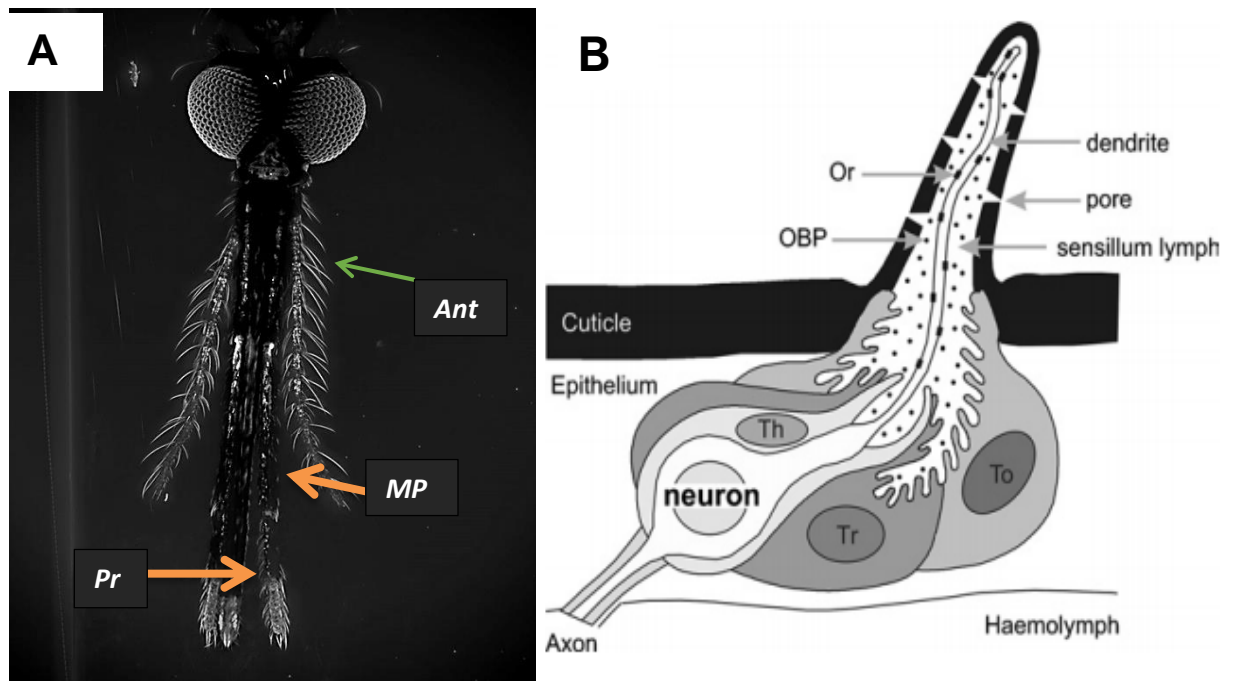 A
Ant
MP
Pr
B
Or
dendrite
pore
OBP
sensillum lymph
Cuticle
Epithelium
Th
neuron
To
Tr
Axon
Haemolymph